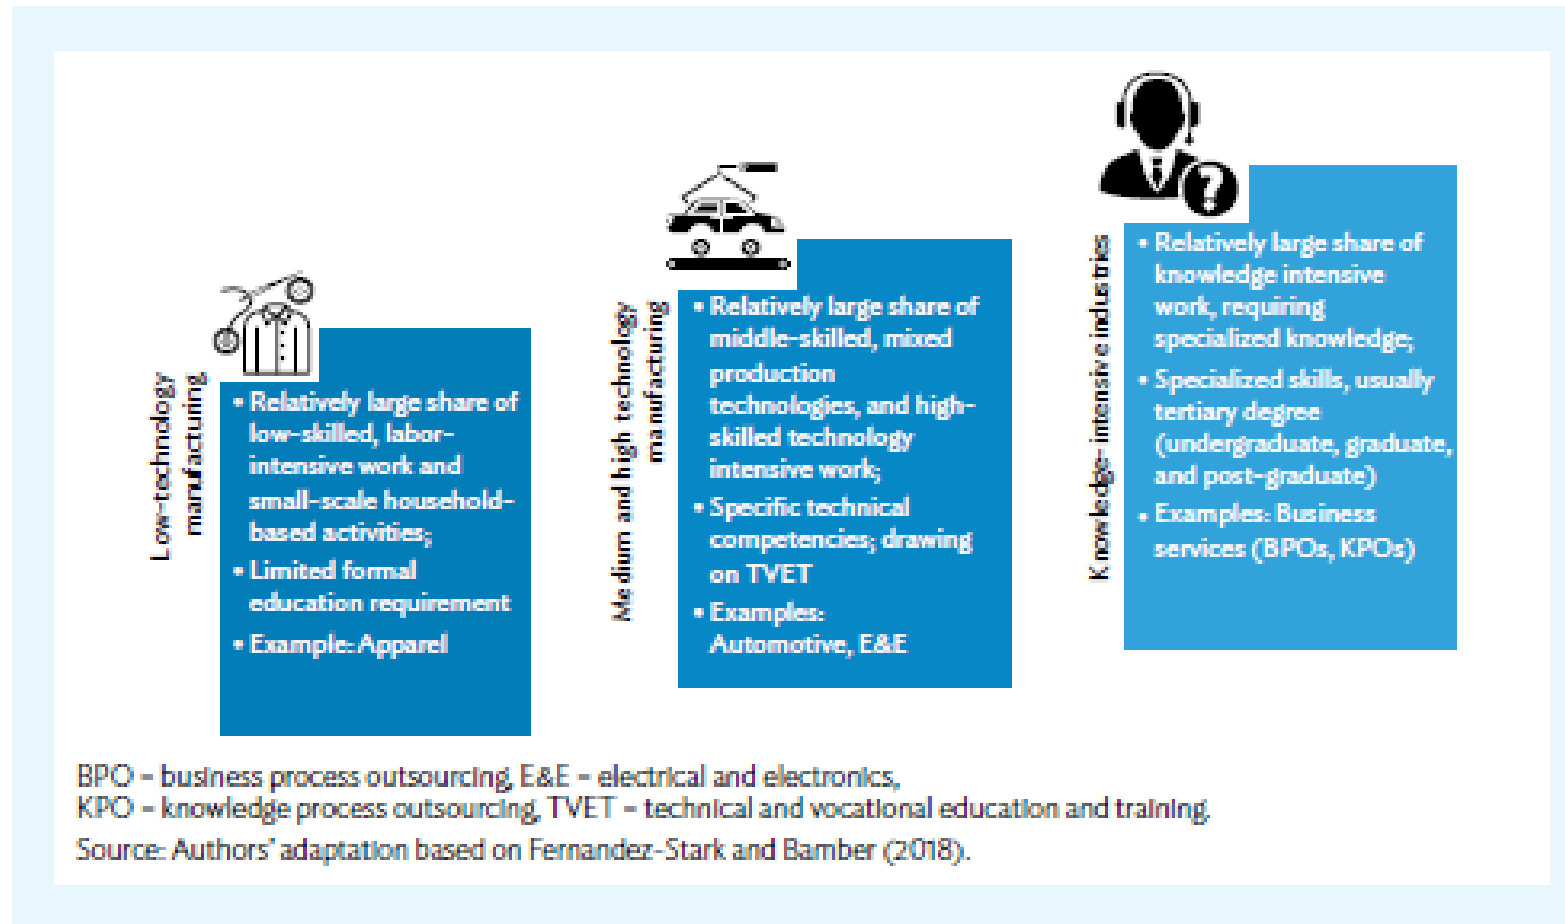 Low-technology
manufacturing
• Relatively large share of
low-skilled, labor-
intensive work and
small-scale household-
based activities;
• Limited formal
education requirement
• Example: Apparel
Medium and high technology
manufacturing
• Relatively large share of
middle-skilled, mixed
production
technologies, and high-
skilled technology
intensive work;
• Specific technical
competencies; drawing
on TVET
• Examples:
Automotive, E&E
?
Knowledge-intensive industries
• Relatively large share of
knowledge intensive
work, requiring
specialized knowledge;
• Specialized skills, usually
tertiary degree
(undergraduate, graduate,
and post-graduate)
• Examples: Business
services (BPOs, KPOs)
BPO = business process outsourcing, E&E = electrical and electronics,
KPO = knowledge process outsourcing, TVET = technical and vocational education and training.
Source: Authors' adaptation based on Fernandez-Stark and Bamber (2018).